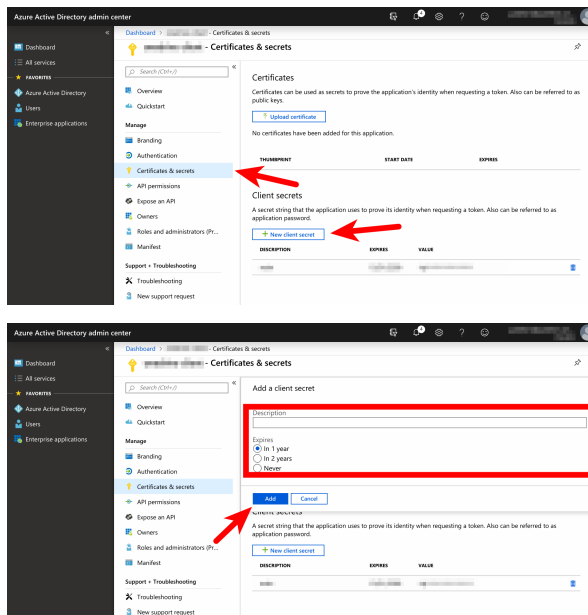 Azure Active Directory admin center
4
?
«
Dashboard
All services
FAVORITES
Azure Active Directory
Users
Enterprise applications
Dashboard > - Certificates & secrets
- Certificates & secrets
Search (Ctrl+/)
«
Overview
Quickstart
Manage
Branding
Authentication
Certificates & secrets
API permissions
Expose an API
Owners
Roles and administrators (Pr...
Manifest
Support + Troubleshooting
Troubleshooting
New support request
Certificates
Certificates can be used as secrets to prove the application's identity when requesting a token. Also can be referred to as
public keys.
Upload certificate
No certificates have been added for this application.
THUMBPRINT START DATE EXPIRES
Client secrets
A secret string that the application uses to prove its identity when requesting a token. Also can be referred to as
application password.
+ New client secret
DESCRIPTION EXPIRES VALUE
Azure Active Directory admin center
4
?
«
Dashboard
All services
FAVORITES
Azure Active Directory
Users
Enterprise applications
Dashboard > - Certificates & secrets
- Certificates & secrets
Search (Ctrl+/)
«
Overview
Quickstart
Manage
Branding
Authentication
Certificates & secrets
API permissions
Expose an API
Owners
Roles and administrators (Pr...
Manifest
Support + Troubleshooting
Troubleshooting
New support request
Add a client secret
Description
Expires
In 1 year
In 2 years
Never
Add Cancel
Client secrets
A secret string that the application uses to prove its identity when requesting a token. Also can be referred to as
application password.
+ New client secret
DESCRIPTION EXPIRES VALUE